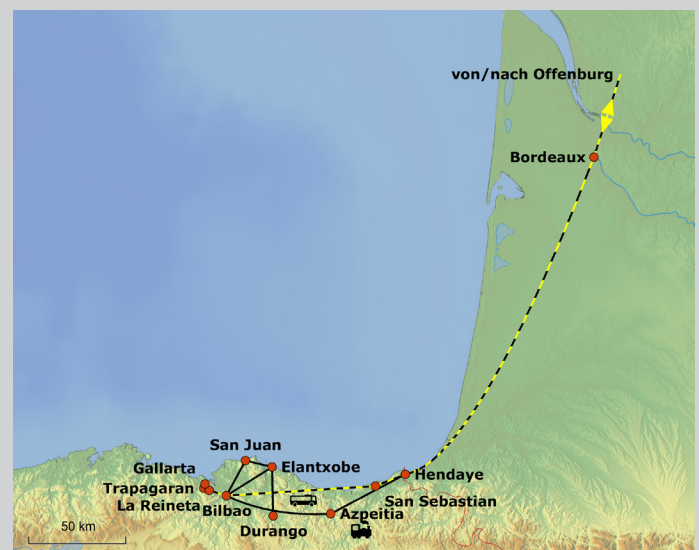 von/nach Offenburg
Bordeaux
San Juan
Gallarta
Elantxobe
Hendaye
Trapagaran
San Sebastian
La Reineta
Bilbao
Azpeitia
50 km
Durango